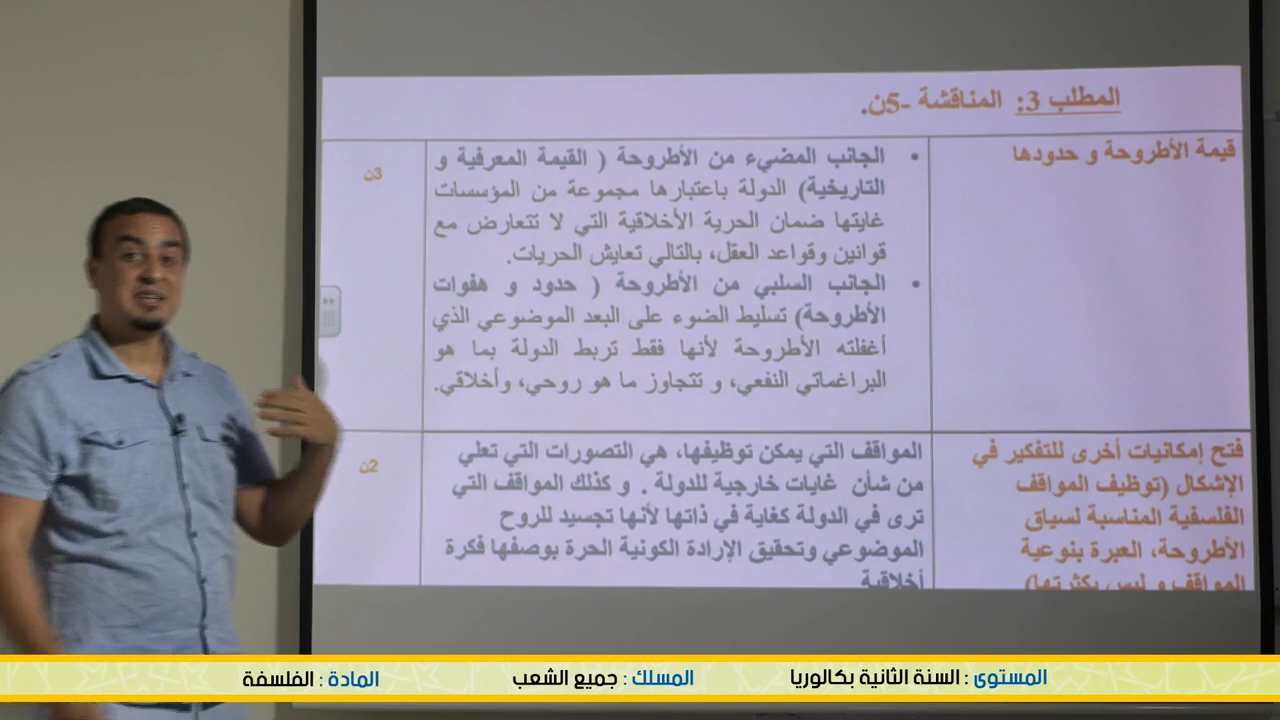 المطلب 3: المناقشة -5ن.
قيمة الأطروحة و حدودها
• الجانب المضيء من الأطروحة ( القيمة المعرفية و
التاريخية) الدولة باعتبارها مجموعة من المؤسسات
غايتها ضمان الحرية الأخلاقية التي لا تتعارض مع
قوانين وقواعد العقل، بالتالي تعايش الحريات.
• الجانب السلبي من الأطروحة ( حدود و هفوات
الأطروحة) تسليط الضوء على البعد الموضوعي الذي
أغفلته الأطروحة لأنها فقط تربط الدولة بما هو
البراغماتي النفعي، و تتجاوز ما هو روحي، وأخلاقي.
3ن
فتح إمكانيات أخرى للتفكير في
الإشكال (توظيف المواقف
الفلسفية المناسبة لسياق
الأطروحة، العبرة بنوعية
المواقف و ليس بكثرتها)
المواقف التي يمكن توظيفها، هي التصورات التي تعلي
من شأن غايات خارجية للدولة . و كذلك المواقف التي
ترى في الدولة كغاية في ذاتها لأنها تجسيد للروح
الموضوعي وتحقيق الإرادة الكونية الحرة بوصفها فكرة
أخلاقية
2ن
المستوى : السنة الثانية بكالوريا المسلك : جميع الشعب المادة : الفلسفة